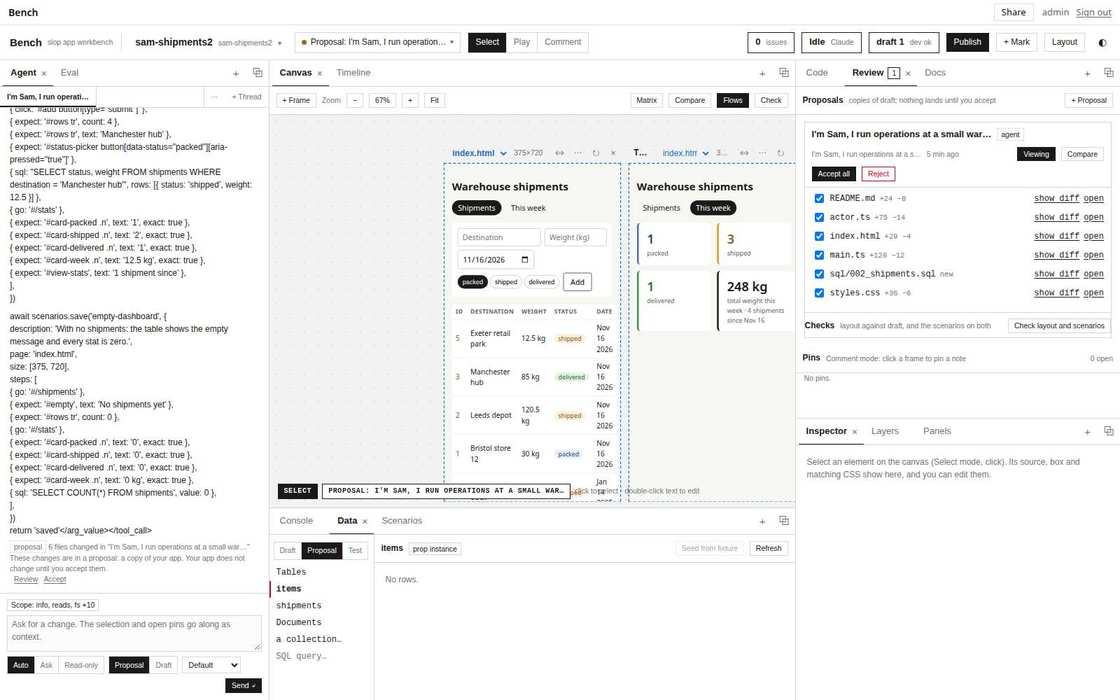 Bench
Share
admin
Sign out
Bench
slop app workbench
sam-shipments2
sam-shipments2
Proposal: I'm Sam, I run operation…
Select
Play
Comment
0 issues
Idle Claude
draft 1 dev ok
Publish
+ Mark
Layout
Agent
Eval
I'm Sam, I run operati…
+ Thread
{ click: '#add button[type="submit"]' },
{ expect: '#rows tr', count: 4 },
{ expect: '#rows tr', text: 'Manchester hub' },
{ expect: '#status-picker button[data-status="packed"][aria-
pressed="true"]' },
{ sql: "SELECT status, weight FROM shipments WHERE
destination = 'Manchester hub'", rows: [{ status: 'shipped', weight:
12.5 }] },
{ go: '#/stats' },
{ expect: '#card-packed .n', text: '1', exact: true },
{ expect: '#card-shipped .n', text: '2', exact: true },
{ expect: '#card-delivered .n', text: '1', exact: true },
{ expect: '#card-week .n', text: '12.5 kg', exact: true },
{ expect: '#view-stats', text: '1 shipment since' },
],
})
await scenarios.save('empty-dashboard', {
description: 'With no shipments: the table shows the empty
message and every stat is zero.',
page: 'index.html',
size: [375, 720],
steps: [
{ go: '#/shipments' },
{ expect: '#empty', text: 'No shipments yet' },
{ expect: '#rows tr', count: 0 },
{ go: '#/stats' },
{ expect: '#card-packed .n', text: '0', exact: true },
{ expect: '#card-shipped .n', text: '0', exact: true },
{ expect: '#card-delivered .n', text: '0', exact: true },
{ expect: '#card-week .n', text: '0 kg', exact: true },
{ sql: 'SELECT COUNT(*) FROM shipments', value: 0 },
],
})
return 'saved'</arg_value></tool_call>
proposal 6 files changed in "I'm Sam, I run operations at a small war…"
These changes are in a proposal: a copy of your app. Your app does not
change until you accept them.
Review Accept
Scope: info, reads, fs +10
Ask for a change. The selection and open pins go along as
context.
Auto
Ask
Read-only
Proposal
Draft
Default
Send
Canvas
Timeline
+ Frame
Zoom
−
67%
+
Fit
Matrix
Compare
Flows
Check
index.html
375×720
T…
index.htr
3…
Warehouse shipments
Shipments
This week
Destination
Weight (kg)
11/16/2026
packed
shipped
delivered
Add
ID DESTINATION WEIGHT STATUS DATE
5 Exeter retail park 12.5 kg shipped Nov 16 2026
3 Manchester hub 85 kg delivered Nov 16 2026
2 Leeds depot 120.5 kg shipped Nov 16 2026
1 Bristol store 12 30 kg packed Nov 16 2026
Jan
Warehouse shipments
Shipments
This week
1
packed
3
shipped
1
delivered
248 kg
total weight this
week · 4 shipments
since Nov 16
SELECT
PROPOSAL: I'M SAM, I RUN OPERATIONS AT A SMALL WAR…
click to select · double-click text to edit
Console
Data
Scenarios
Draft
Proposal
Test
Tables
items
shipments
Documents
a collection…
SQL query…
items
prop instance
Seed from fixture
Refresh
No rows.
Code
Review 1
Docs
Proposals
copies of draft; nothing lands until you accept
+ Proposal
I'm Sam, I run operations at a small war…
agent
I'm Sam, I run operations at a s…
5 min ago
Viewing
Compare
Accept all
Reject
README.md +24 −8 show diff open
actor.ts +75 −14 show diff open
index.html +29 −4 show diff open
main.ts +128 −12 show diff open
sql/002_shipments.sql new show diff open
styles.css +36 −6 show diff open
Checks
layout against draft, and the scenarios on both
Check layout and scenarios
Pins
Comment mode: click a frame to pin a note
0 open
No pins.
Inspector
Layers
Panels
Select an element on the canvas (Select mode, click). Its source, box and
matching CSS show here, and you can edit them.